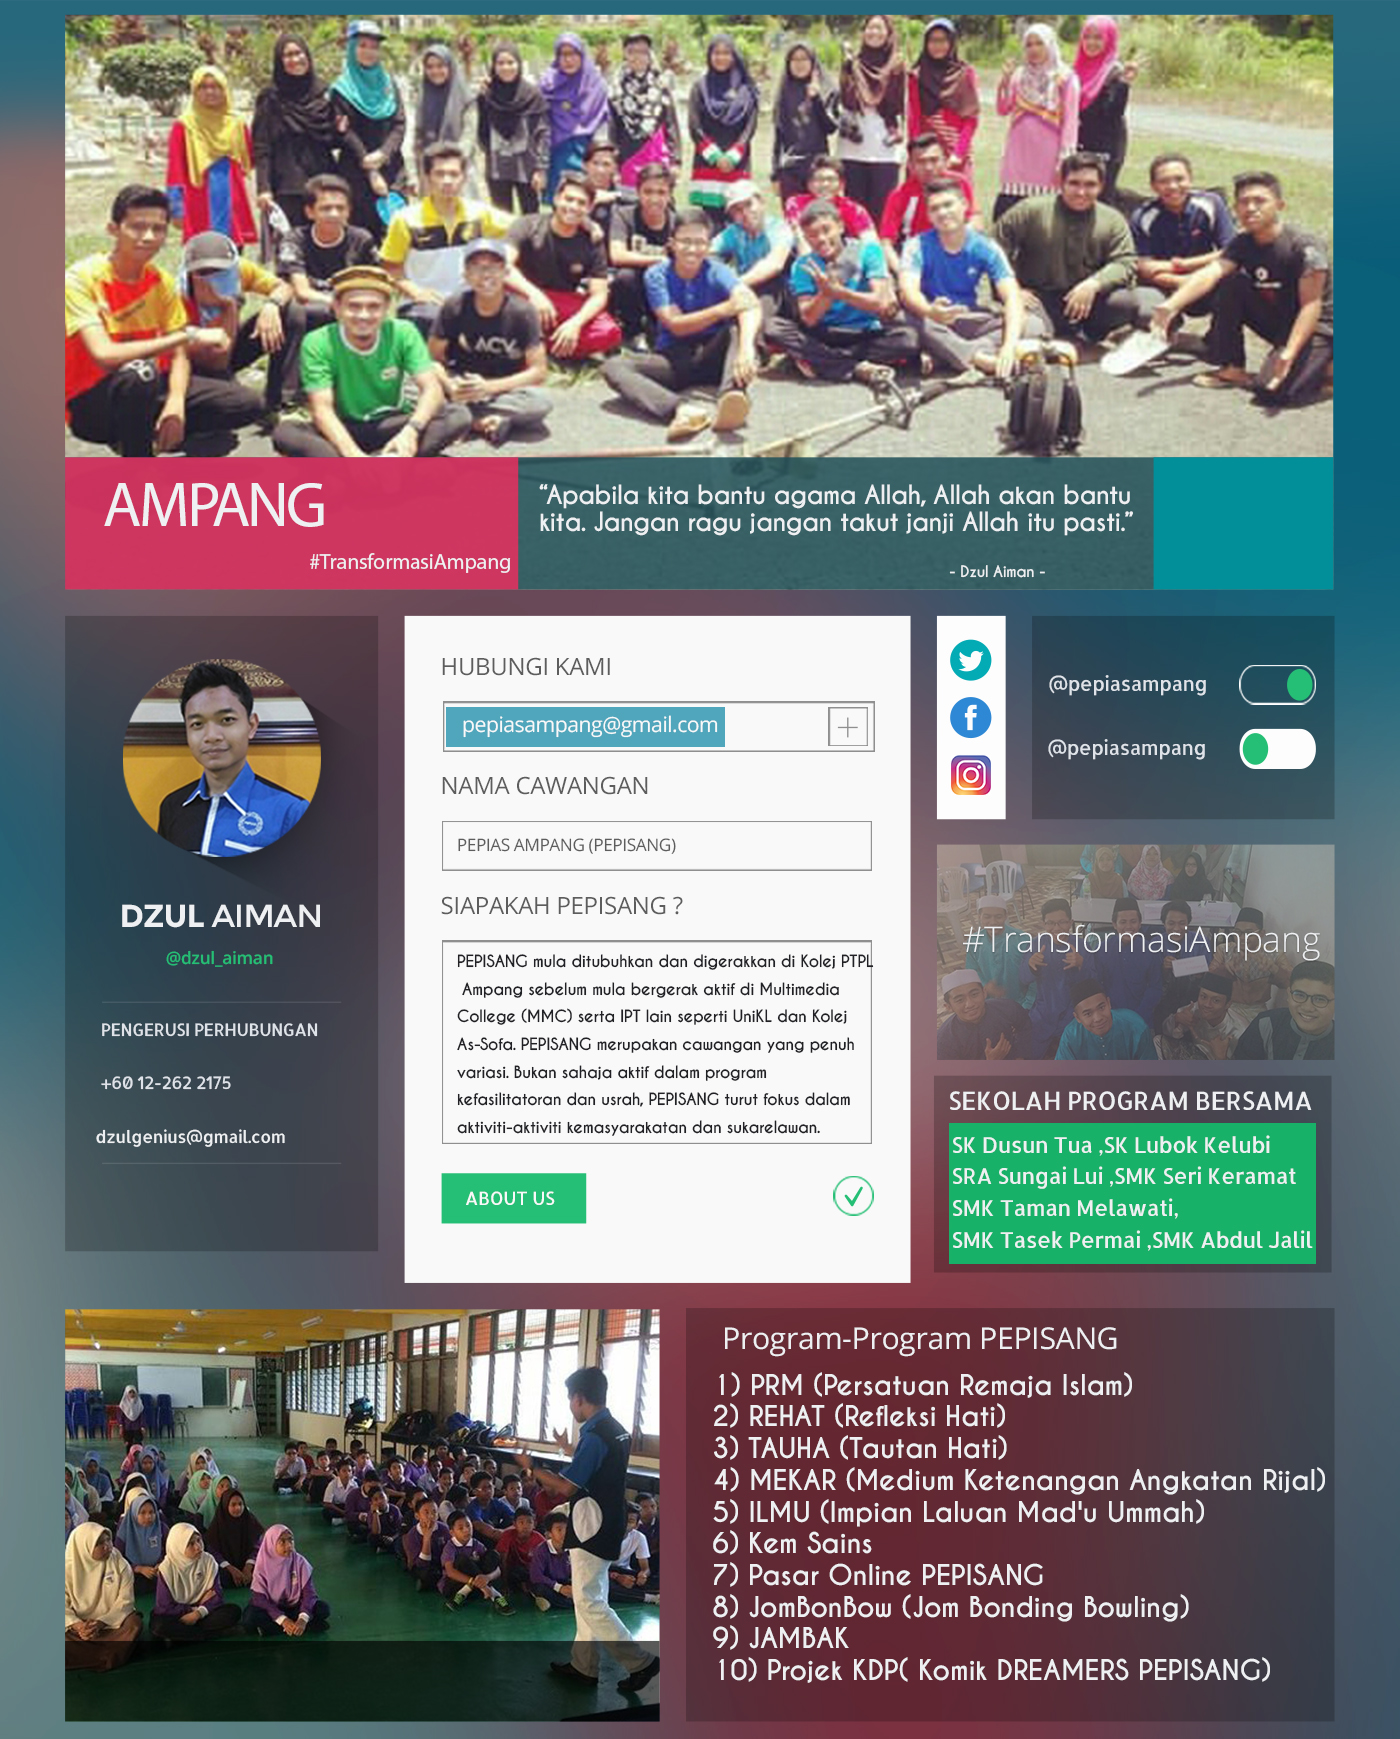 AMPANG
#TransformasiAmpang
“Apabila kita bantu agama Allah, Allah akan bantu
kita. Jangan ragu jangan takut janji Allah itu pasti.”
- Dzul Aiman -
DZUL AIMAN
@dzul_aiman
PENGERUSI PERHUBUNGAN
+60 12-262 2175
dzulgenius@gmail.com
HUBUNGI KAMI
pepiasampang@gmail.com
NAMA CAWANGAN
PEPIAS AMPANG (PEPISANG)
SIAPAKAH PEPISANG ?
PEPISANG mula ditubuhkan dan digerakkan di Kolej PTPL
Ampang sebelum mula bergerak aktif di Multimedia
College (MMC) serta IPT lain seperti UniKL dan Kolej
As-Sofa. PEPISANG merupakan cawangan yang penuh
variasi. Bukan sahaja aktif dalam program
kefasilitatoran dan usrah, PEPISANG turut fokus dalam
aktiviti-aktiviti kemasyarakatan dan sukarelawan.
ABOUT US
@pepiasampang
@pepiasampang
#TransformasiAmpang
SEKOLAH PROGRAM BERSAMA
SK Dusun Tua ,SK Lubok Kelubi
SRA Sungai Lui ,SMK Seri Keramat
SMK Taman Melawati,
SMK Tasek Permai ,SMK Abdul Jalil
Program-Program PEPISANG
1) PRM (Persatuan Remaja Islam)
2) REHAT (Refleksi Hati)
3) TAUHA (Tautan Hati)
4) MEKAR (Medium Ketenangan Angkatan Rijal)
5) ILMU (Impian Laluan Mad'u Ummah)
6) Kem Sains
7) Pasar Online PEPISANG
8) JomBonBow (Jom Bonding Bowling)
9) JAMBAK
10) Projek KDP( Komik DREAMERS PEPISANG)